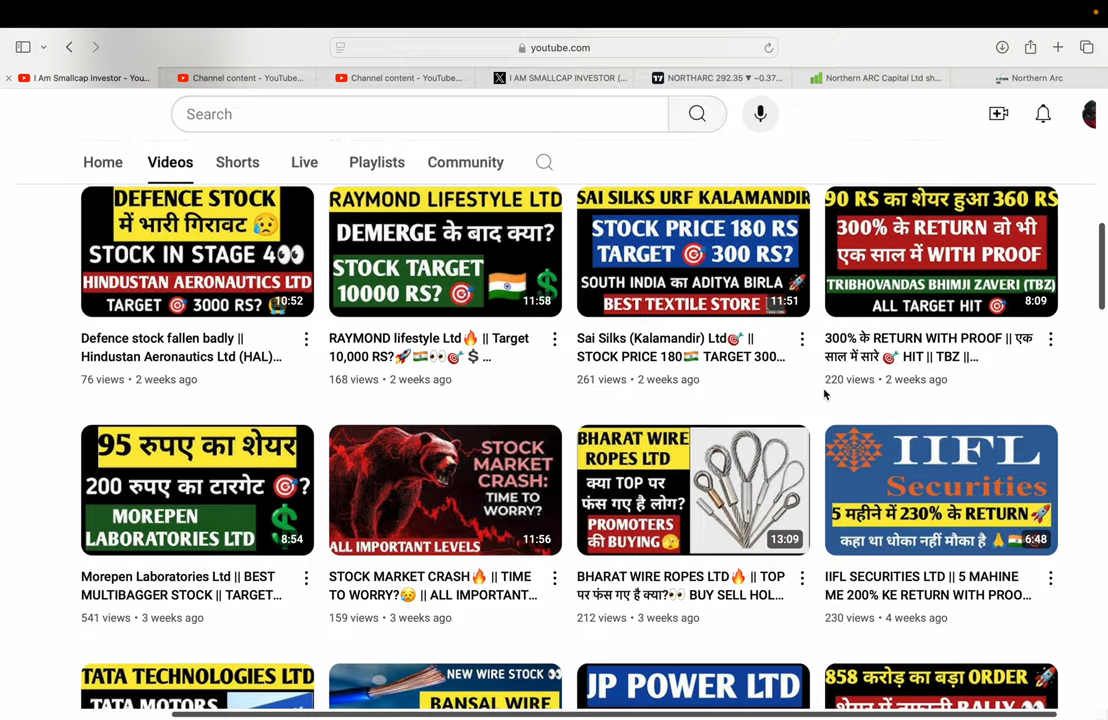 youtube.com
I Am Smallcap Investor - You...
Channel content - YouTube...
Channel content - YouTube...
I AM SMALLCAP INVESTOR (...
NORTHARC 292.35 ▼ −0.37...
Northern ARC Capital Ltd sh...
Northern Arc
Search
Home
Videos
Shorts
Live
Playlists
Community
DEFENCE STOCK
में भारी गिरावट 😥
STOCK IN STAGE 4👀
HINDUSTAN AERONAUTICS LTD
TARGET 🎯 3000 RS?
10:52
Defence stock fallen badly ||
Hindustan Aeronautics Ltd (HAL)...
76 views • 2 weeks ago
RAYMOND LIFESTYLE LTD
DEMERGE के बाद क्या?
STOCK TARGET
10000 RS? 🎯
11:58
RAYMOND lifestyle Ltd🔥 || Target
10,000 RS?🚀🇮🇳👀🎯 $ ...
168 views • 2 weeks ago
SAI SILKS URF KALAMANDIR
STOCK PRICE 180 RS
TARGET 🎯 300 RS?
SOUTH INDIA का ADITYA BIRLA 🚀
BEST TEXTILE STORE
11:51
Sai Silks (Kalamandir) Ltd🎯 ||
STOCK PRICE 180🇮🇳 TARGET 300...
261 views • 2 weeks ago
90 RS का शेयर हुआ 360 RS
300% के RETURN वो भी
एक साल में WITH PROOF
TRIBHOVANDAS BHIMJI ZAVERI (TBZ)
ALL TARGET HIT 🎯
8:09
300% के RETURN WITH PROOF || एक
साल में सारे 🎯 HIT || TBZ ||...
220 views • 2 weeks ago
95 रुपए का शेयर
200 रुपए का टारगेट 🎯?
MOREPEN
LABORATORIES LTD
8:54
Morepen Laboratories Ltd || BEST
MULTIBAGGER STOCK || TARGET...
541 views • 3 weeks ago
STOCK
MARKET
CRASH:
TIME TO
WORRY?
ALL IMPORTANT LEVELS
11:56
STOCK MARKET CRASH🔥 || TIME
TO WORRY?😥 || ALL IMPORTANT...
159 views • 3 weeks ago
BHARAT WIRE
ROPES LTD
क्या TOP पर
फंस गए है लोग?
PROMOTERS
की BUYING🫣
13:09
BHARAT WIRE ROPES LTD🔥 || TOP
पर फंस गए है क्या?👀 BUY SELL HOL...
212 views • 3 weeks ago
IIFL
Securities
5 महीने में 230% के RETURN🚀
कहा था धोका नहीं मौका है 🙏🇮🇳
6:48
IIFL SECURITIES LTD || 5 MAHINE
ME 200% KE RETURN WITH PROO...
230 views • 4 weeks ago
TATA TECHNOLOGIES LTD
TATA MOTORS
NEW WIRE STOCK 👀
BANSAL WIRE
JP POWER LTD
858 करोड़ का बड़ा ORDER 🚀